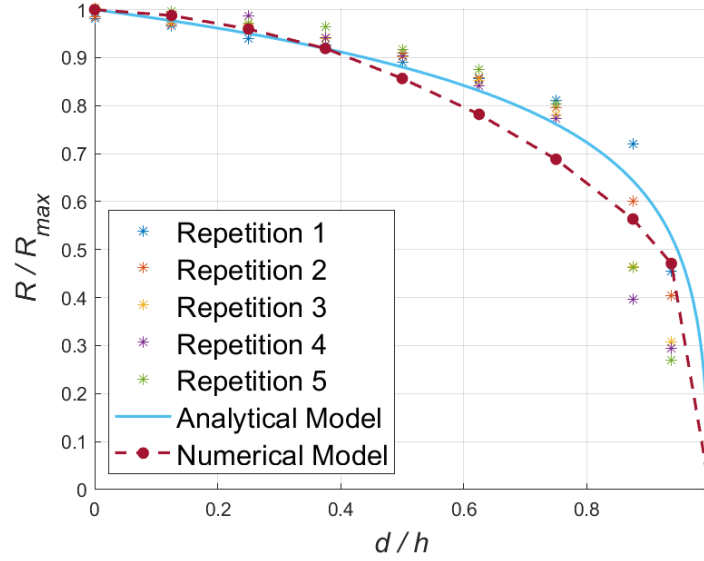 1
0.9
0.8
0.7
0.6
0.5
0.4
0.3
0.2
0.1
0
R / R_max
Repetition 1
Repetition 2
Repetition 3
Repetition 4
Repetition 5
Analytical Model
Numerical Model
0 0.2 0.4 0.6 0.8
d / h